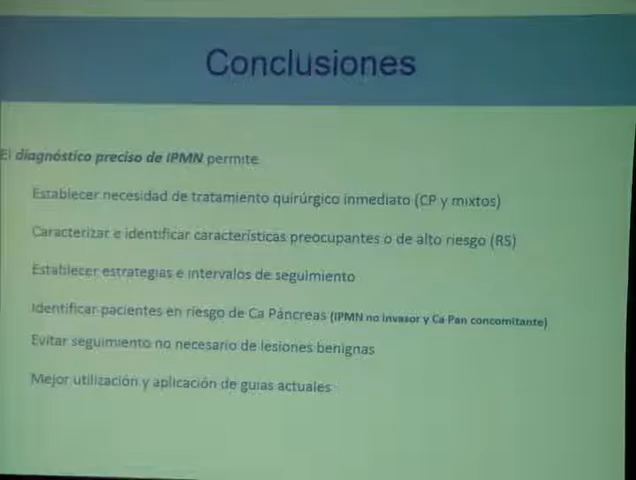 Conclusiones
El diagnóstico preciso de IPMN permite
Establecer necesidad de tratamiento quirúrgico inmediato (CP y mixtos)
Caracterizar e identificar características preocupantes o de alto riesgo (RS)
Establecer estrategias e intervalos de seguimiento
Identificar pacientes en riesgo de Ca Páncreas (IPMN no invasor y Ca Pan concomitante)
Evitar seguimiento no necesario de lesiones benignas
Mejor utilización y aplicación de guias actuales